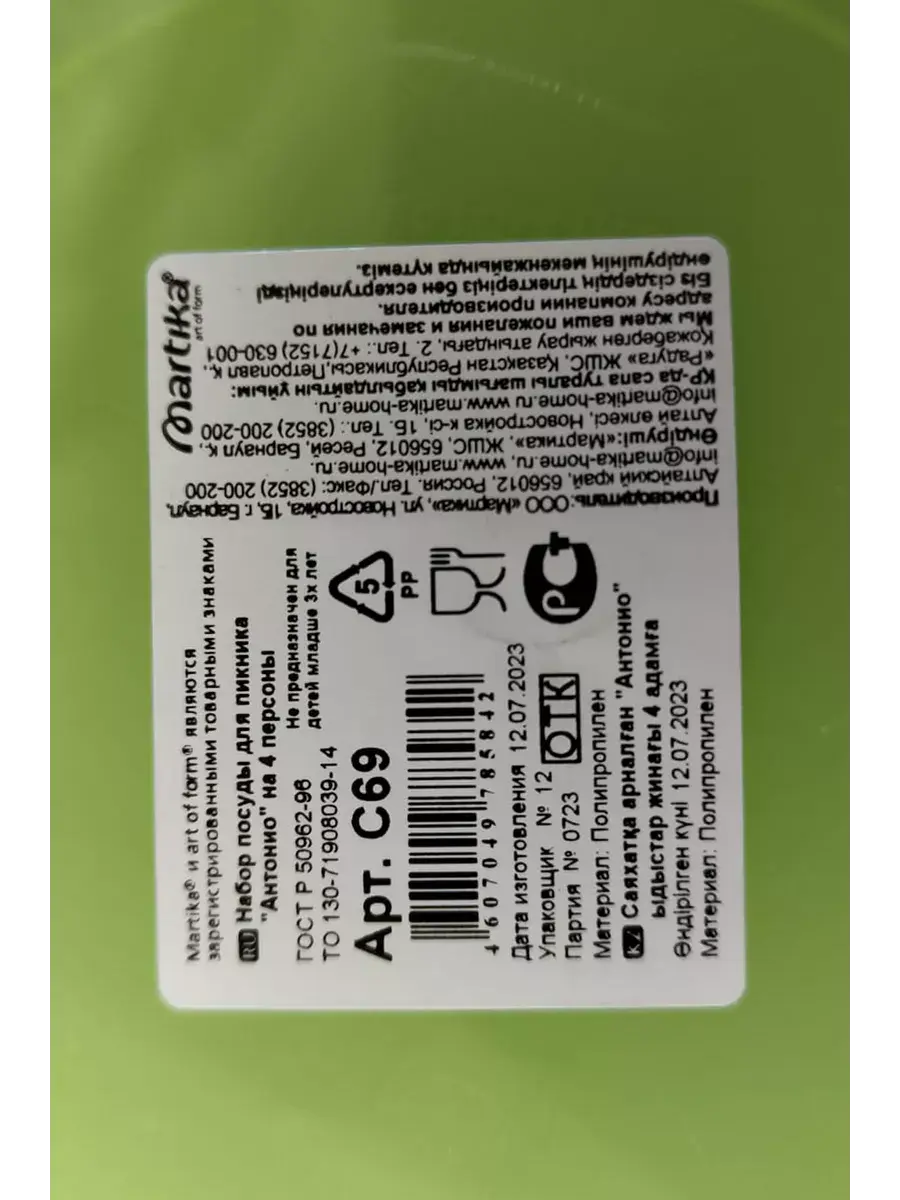 Martika® и art of form® являются
зарегистрированными товарными знаками
RU Набор посуды для пикника
"Антонио" на 4 персоны
ГОСТ Р 50962-96
ТО 130-71908039-14
Не предназначен для
детей младше 3х лет
Арт. С69
5
PP
4 607049 785842
Дата изготовления 12.07.2023
Упаковщик № 12
Партия № 0723
ОТК
Материал: Полипропилен
KZ Саяхатқа арналған "Антонио"
ыдыстар жинағы 4 адамға
Өндірілген күні 12.07.2023
Материал: Полипропилен
РС
martika®
art of form
Производитель: ООО «Мартика», ул. Новостройка, 1Б, г. Барнаул,
Алтайский край, 656012, Россия. Тел./Факс: (3852) 200-200
info@martika-home.ru, www.martika-home.ru.
Өндіруші:«Мартика», ЖШС, 656012, Ресей, Барнаул қ.,
Алтай өлкесі, Новостройка к-сі, 1Б. Тел.: (3852) 200-200
info@martika-home.ru www.martika-home.ru.
ҚР-да сапа туралы шағымды қабылдайтын ұйым:
«Радуга» ЖШС, Қазақстан Республикасы,Петропавл қ.,
Қожаберген жырау атындағы, 2. Тел.: +7(7152) 630-001
Мы ждем ваши пожелания и замечания по
адресу компании производителя.
Біз сіздердің тілектеріңіз бен ескертулеріңізді
өндірушінің мекенжайында күтеміз.